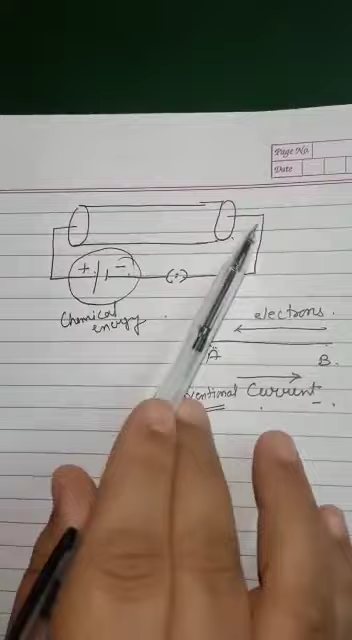 Page No.
Date
+ -
Chemical
energy
electrons.
A
B.
Current